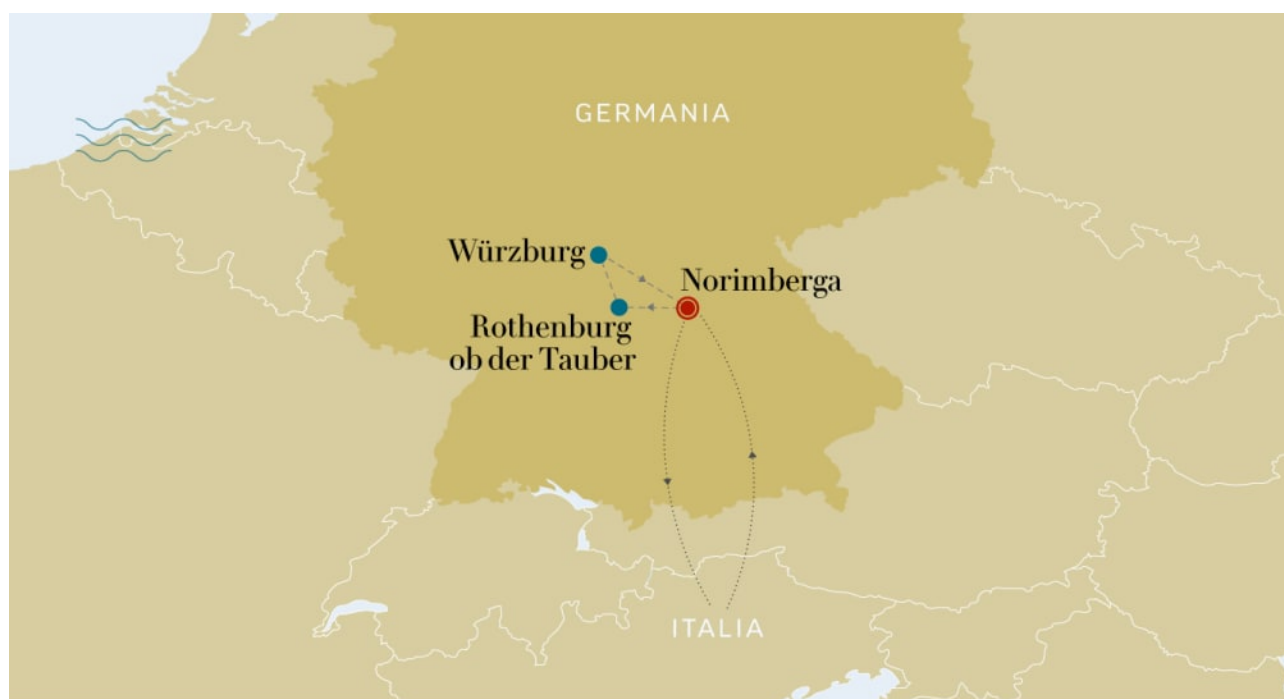 GERMANIA
Würzburg
Norimberga
Rothenburg
ob der Tauber
ITALIA